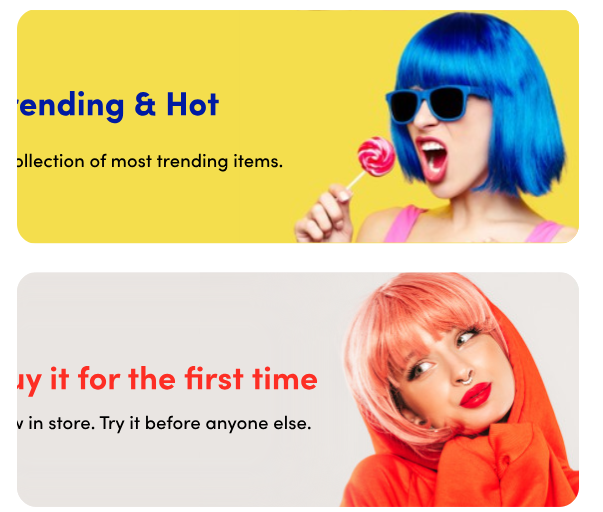 rending & Hot
ollection of most trending items.
uy it for the first time
in store. Try it before anyone else.